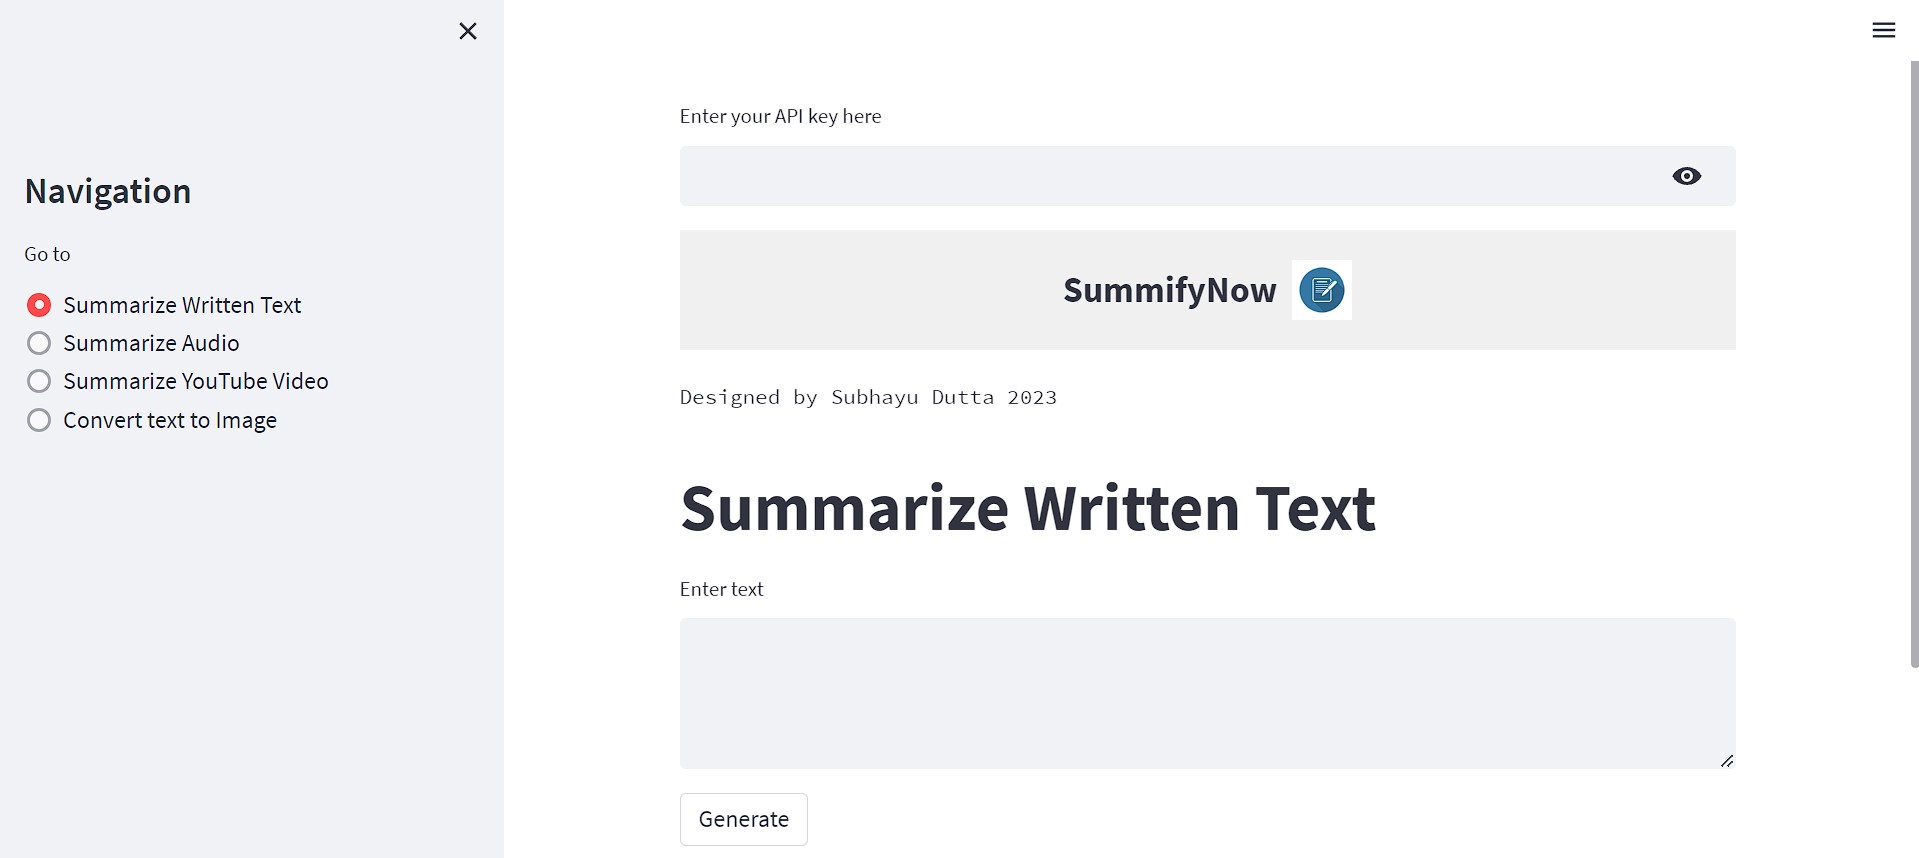 Navigation
Go to
Summarize Written Text
Summarize Audio
Summarize YouTube Video
Convert text to Image
Enter your API key here
SummifyNow
Designed by Subhayu Dutta 2023
Summarize Written Text
Enter text
Generate